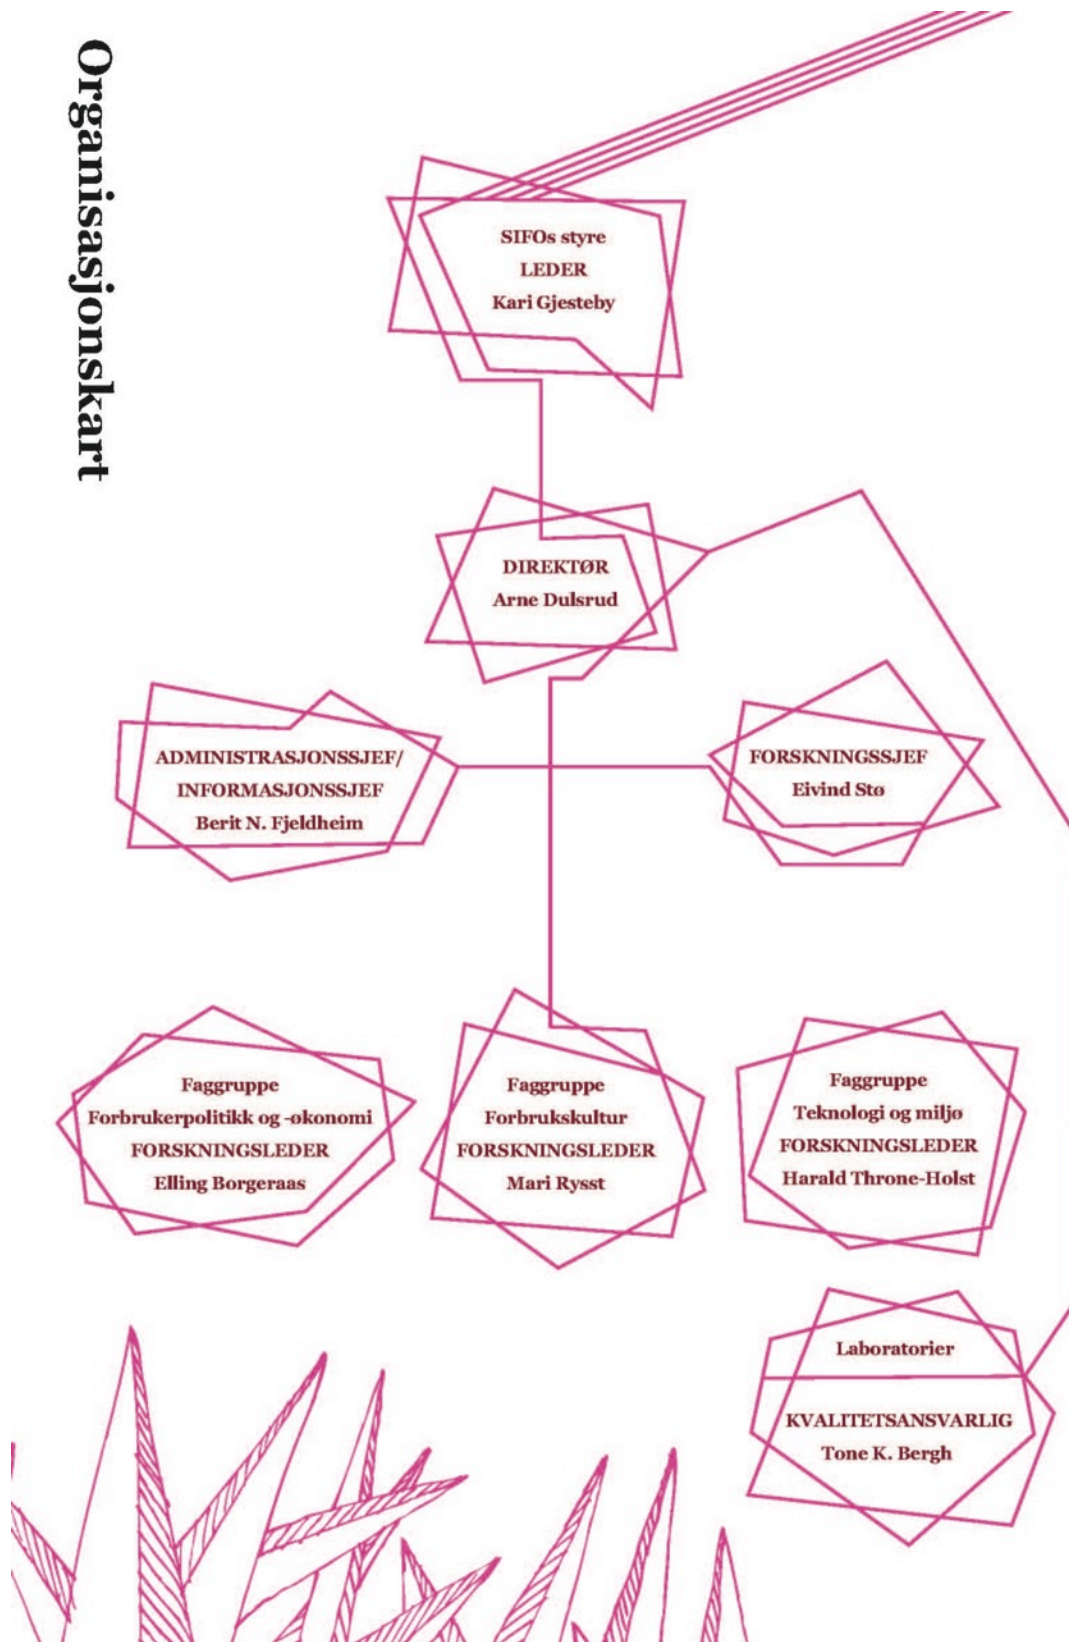 Organisasjonskart
SIFOs styre
LEDER
Kari Gjesteby
DIREKTØR
Arne Dulsrud
ADMINISTRASJONSSJEF/
INFORMASJONSSJEF
Berit N. Fjeldheim
FORSKNINGSSJEF
Eivind Stø
Faggruppe
Forbrukerpolitikk og -økonomi
FORSKNINGSLEDER
Elling Borgeraas
Faggruppe
Forbrukskultur
FORSKNINGSLEDER
Mari Rysst
Faggruppe
Teknologi og miljø
FORSKNINGSLEDER
Harald Throne-Holst
Laboratorier
KVALITETSANSVARLIG
Tone K. Bergh